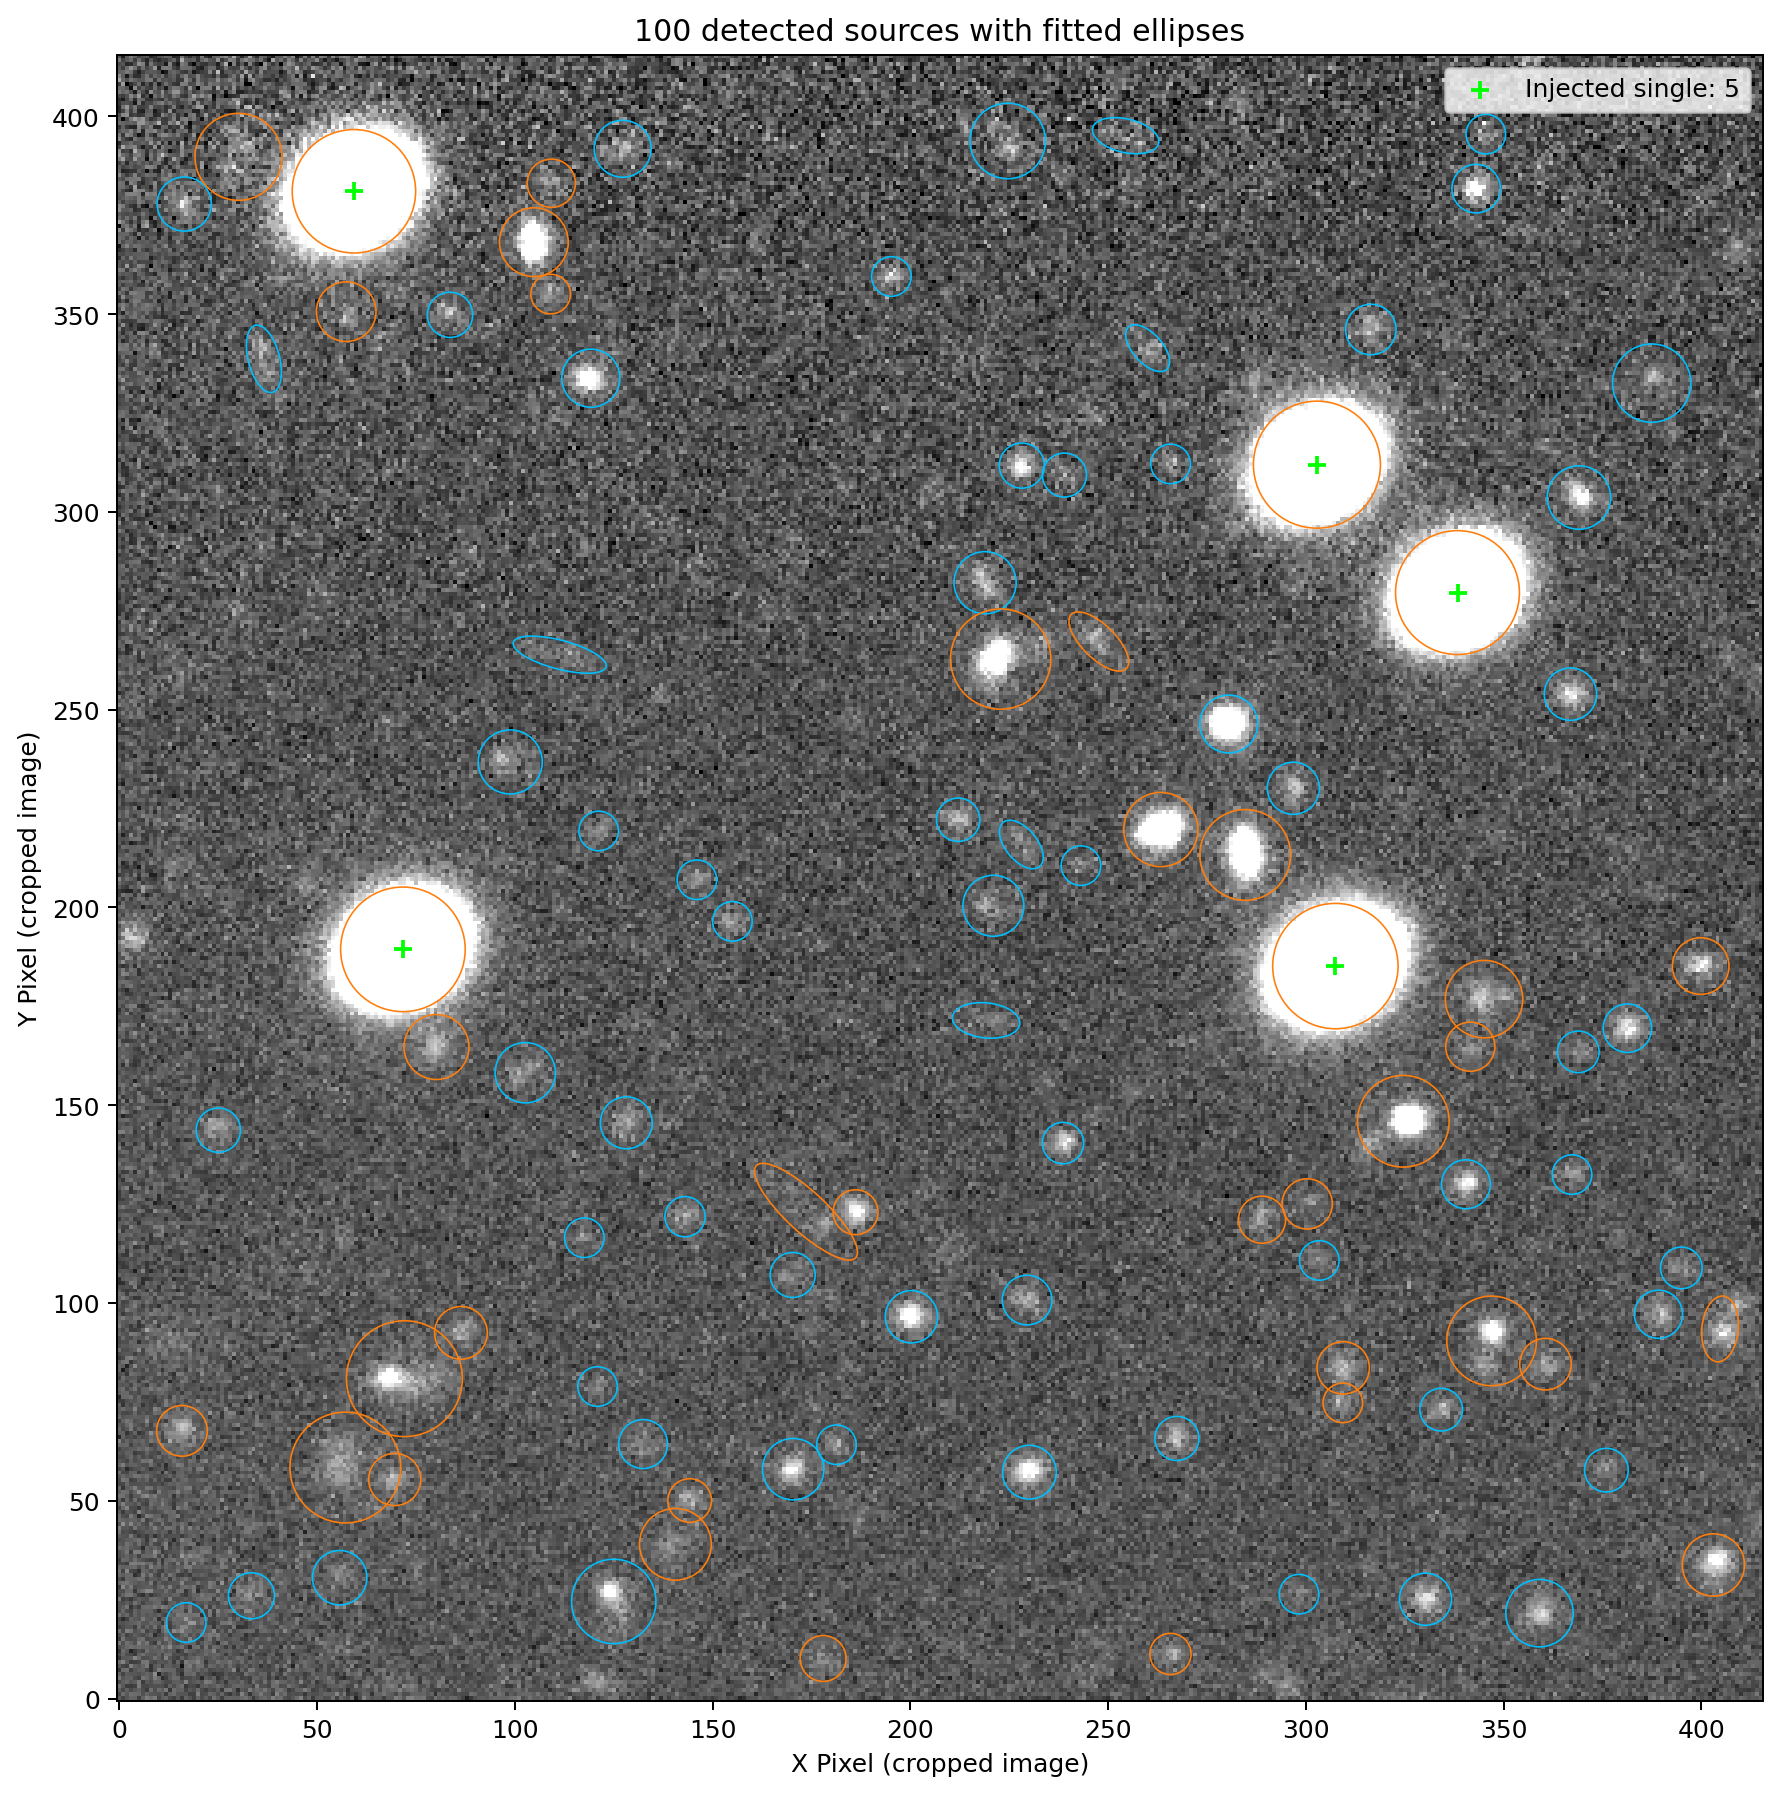 100 detected sources with fitted ellipses
Injected single: 5
400
350
300
250
200
150
100
50
0
Y Pixel (cropped image)
0 50 100 150 200 250 300 350 400
X Pixel (cropped image)